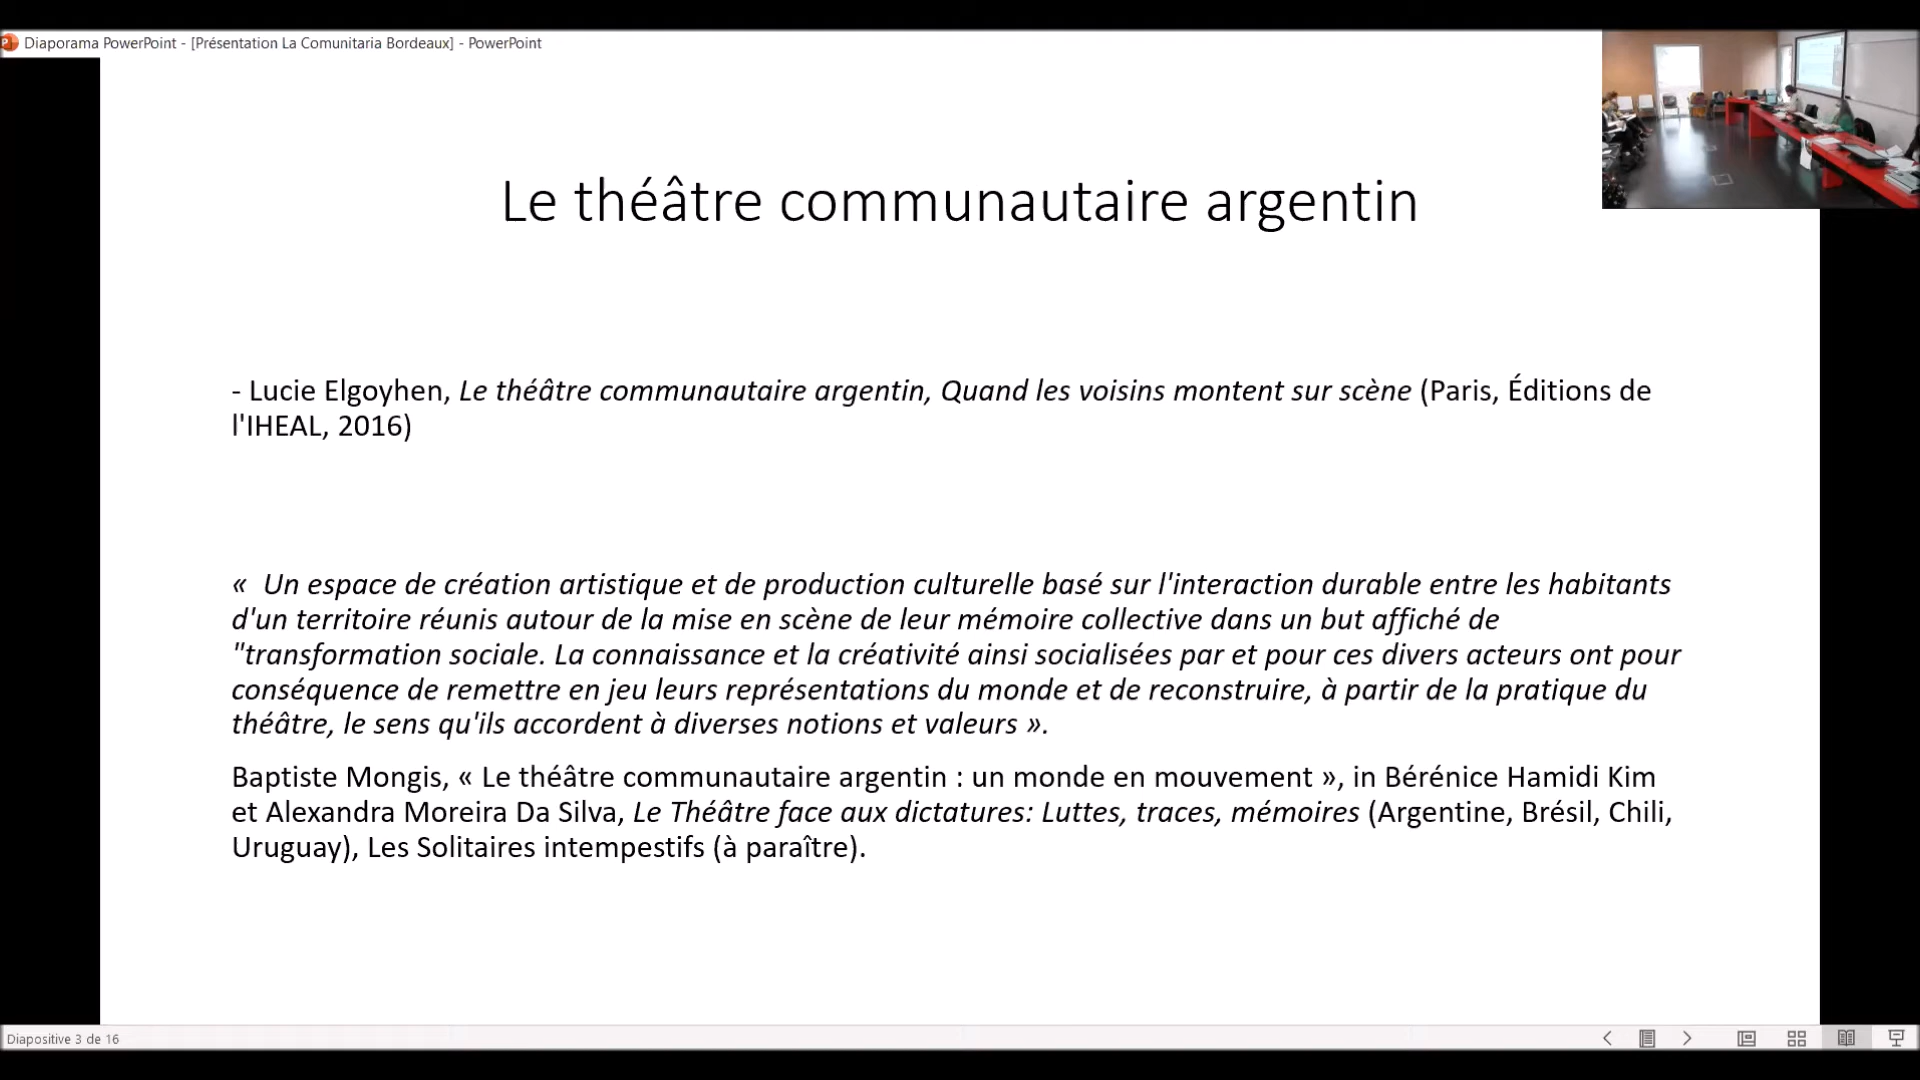 Diaporama PowerPoint - [Présentation La Comunitaria Bordeaux] - PowerPoint
Le théâtre communautaire argentin
- Lucie Elgoyhen, Le théâtre communautaire argentin, Quand les voisins montent sur scène (Paris, Éditions de
l'IHEAL, 2016)
«  Un espace de création artistique et de production culturelle basé sur l'interaction durable entre les habitants
d'un territoire réunis autour de la mise en scène de leur mémoire collective dans un but affiché de
"transformation sociale. La connaissance et la créativité ainsi socialisées par et pour ces divers acteurs ont pour
conséquence de remettre en jeu leurs représentations du monde et de reconstruire, à partir de la pratique du
théâtre, le sens qu'ils accordent à diverses notions et valeurs ».
Baptiste Mongis, « Le théâtre communautaire argentin : un monde en mouvement », in Bérénice Hamidi Kim
et Alexandra Moreira Da Silva, Le Théâtre face aux dictatures: Luttes, traces, mémoires (Argentine, Brésil, Chili,
Uruguay), Les Solitaires intempestifs (à paraître).
Diapositive 3 de 16